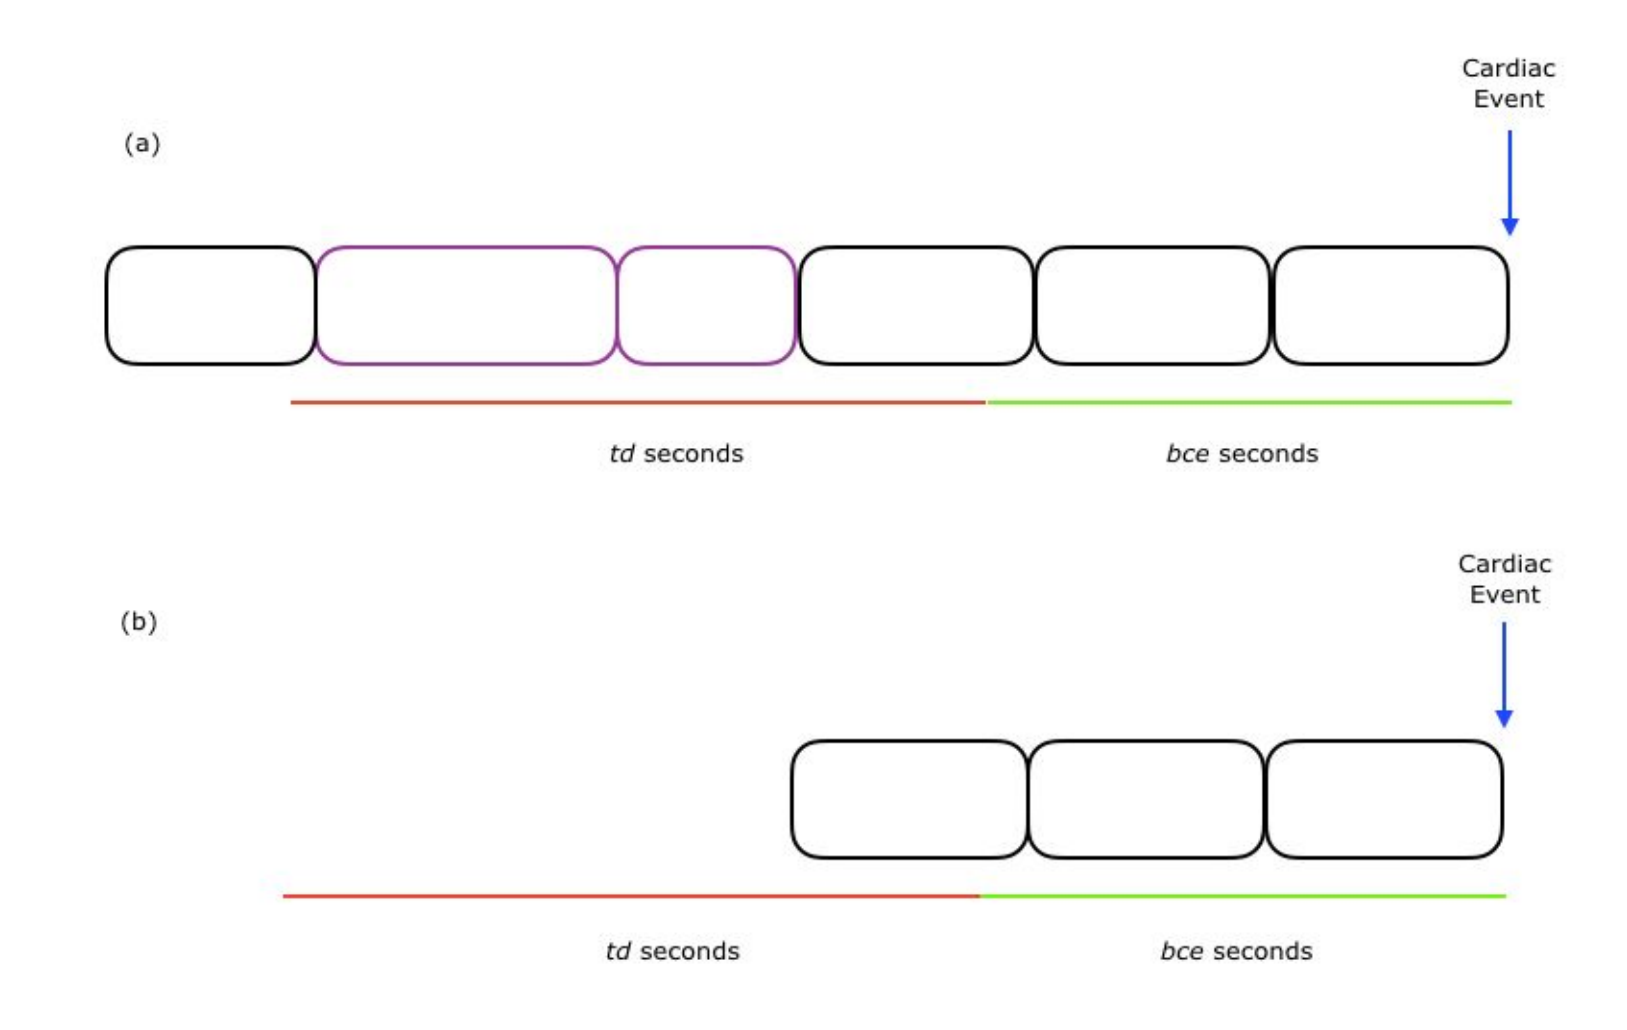 Cardiac
Event
(a)
td seconds
bce seconds
Cardiac
Event
(b)
td seconds
bce seconds